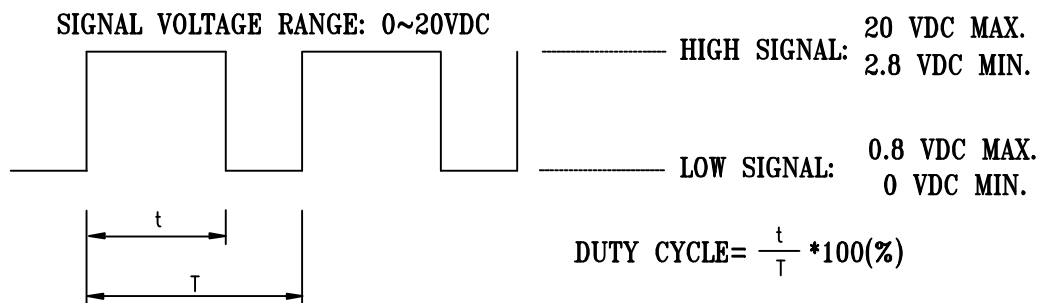 SIGNAL VOLTAGE RANGE: 0~20VDC
HIGH SIGNAL: 20 VDC MAX.
2.8 VDC MIN.
LOW SIGNAL: 0.8 VDC MAX.
0 VDC MIN.
t
T
DUTY CYCLE= t/T *100(%)